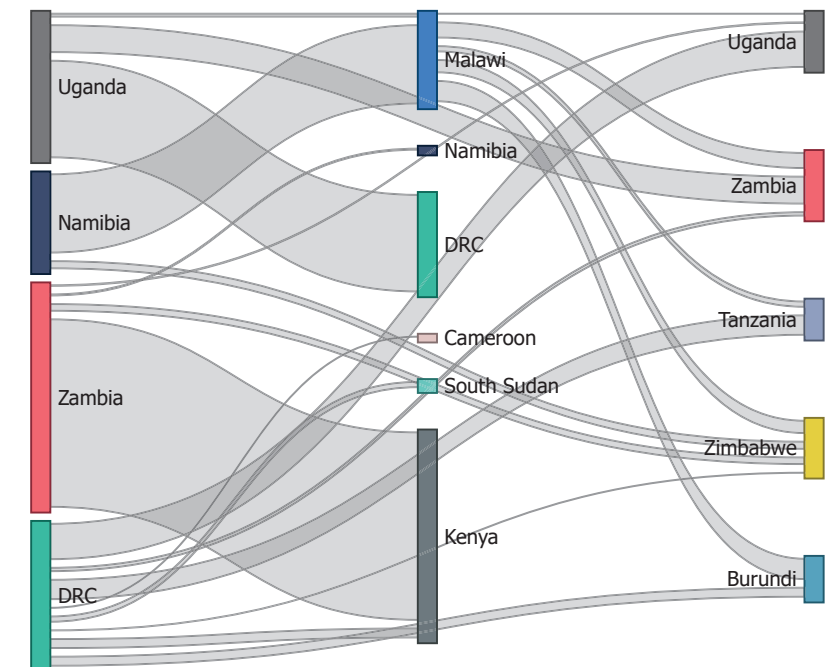 Uganda
Namibia
Zambia
DRC
Malawi
Namibia
DRC
Cameroon
South Sudan
Kenya
Uganda
Zambia
Tanzania
Zimbabwe
Burundi